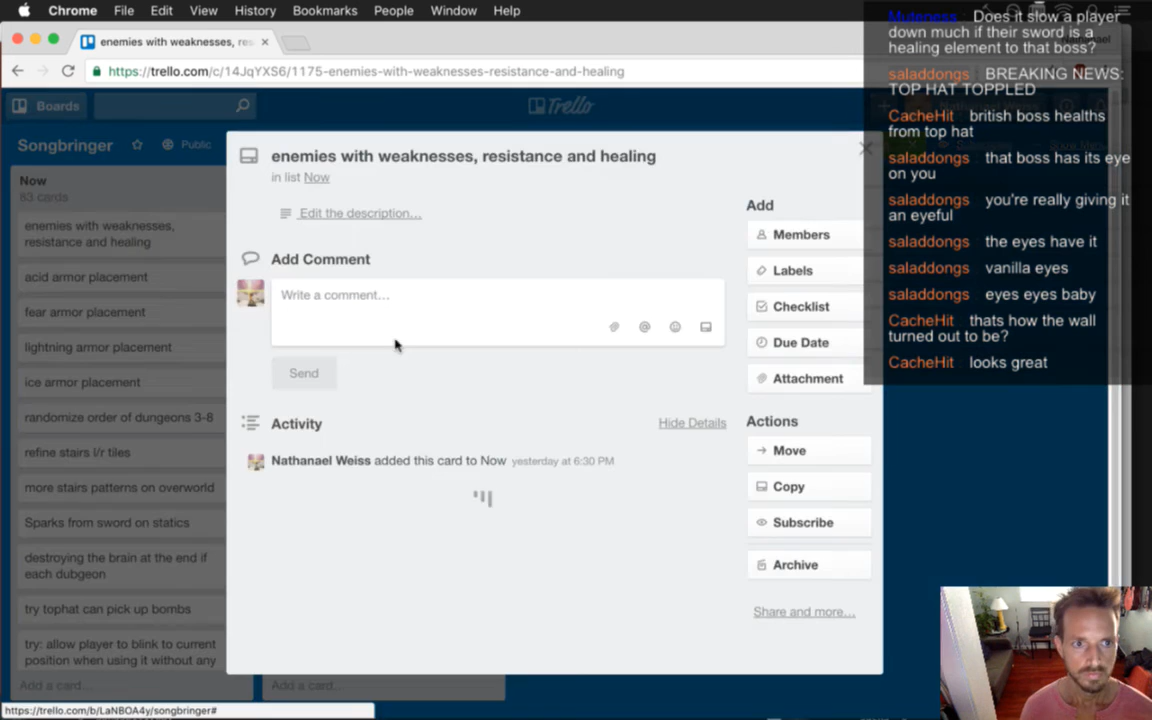 Chrome File Edit View History Bookmarks People Window Help
enemies with weaknesses, res
https://trello.com/c/14JqYXS6/1175-enemies-with-weaknesses-resistance-and-healing
Boards
Trello
Songbringer
Public
Now
83 cards
enemies with weaknesses,
resistance and healing
acid armor placement
fear armor placement
lightning armor placement
ice armor placement
randomize order of dungeons 3-8
refine stairs i/r tiles
more stairs patterns on overworld
Sparks from sword on statics
destroying the brain at the end if
each dubgeon
try tophat can pick up bombs
try: allow player to blink to current
position when using it without any
Add a card...
Add a card...
https://trello.com/b/LaNBOA4y/songbringer#
enemies with weaknesses, resistance and healing
in list Now
Edit the description...
Add Comment
Write a comment...
Send
Activity
Hide Details
Nathanael Weiss added this card to Now yesterday at 6:30 PM
Add
Members
Labels
Checklist
Due Date
Attachment
Actions
Move
Copy
Subscribe
Archive
Share and more...
Muteness Does it slow a player
down much if their sword is a
healing element to that boss?
saladdongs BREAKING NEWS:
TOP HAT TOPPLED
CacheHit british boss healths
from top hat
saladdongs that boss has its eye
on you
saladdongs you're really giving it
an eyeful
saladdongs the eyes have it
saladdongs vanilla eyes
saladdongs eyes eyes baby
CacheHit thats how the wall
turned out to be?
CacheHit looks great